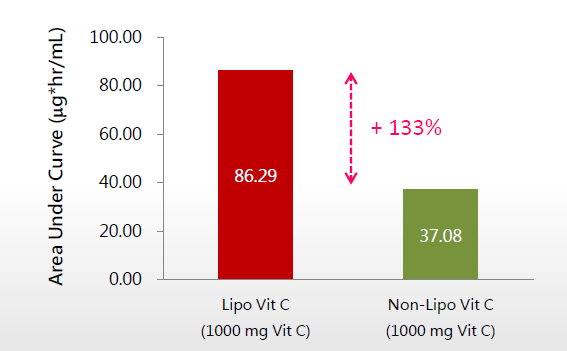 Area Under Curve (µg*hr/mL)
100.00
80.00
60.00
40.00
20.00
0.00
86.29
+ 133%
37.08
Lipo Vit C
(1000 mg Vit C)
Non-Lipo Vit C
(1000 mg Vit C)